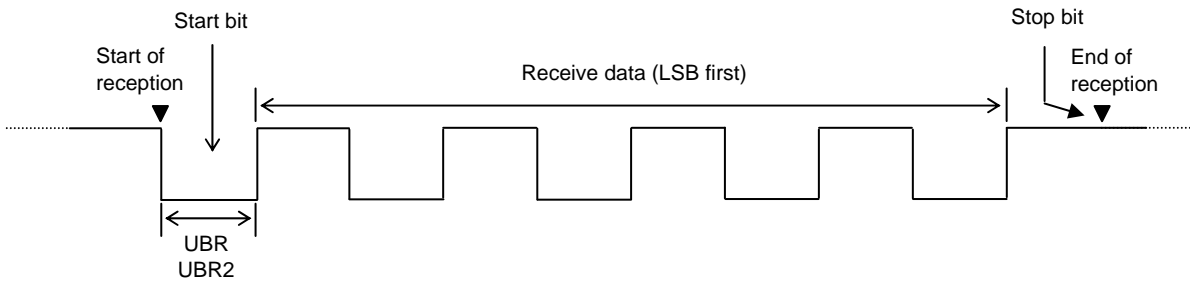 Start bit
Stop bit
Start of
reception
Receive data (LSB first)
End of
reception
UBR
UBR2